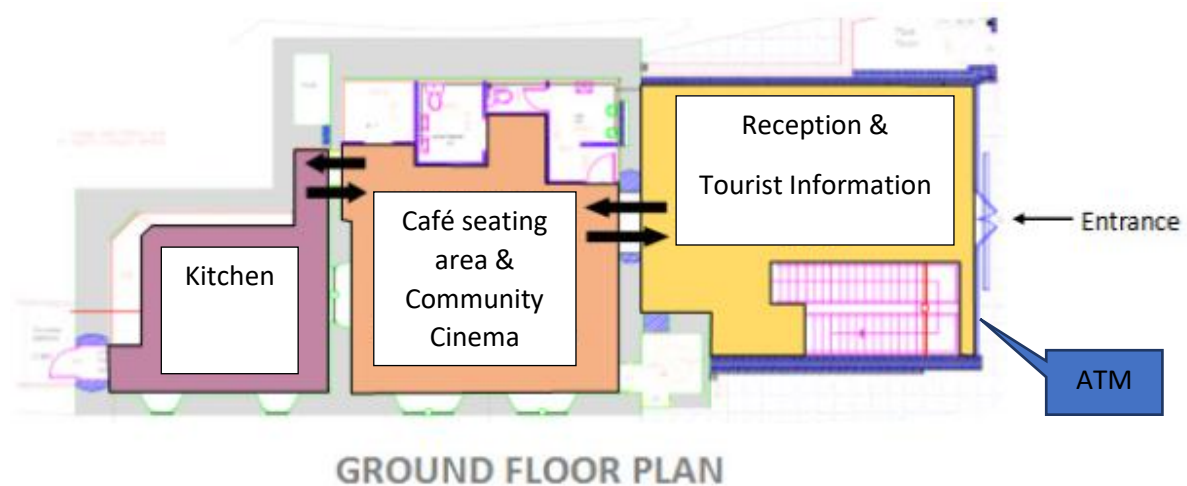 Reception &
Tourist Information
Entrance
Café seating
area &
Community
Cinema
Kitchen
ATM
GROUND FLOOR PLAN